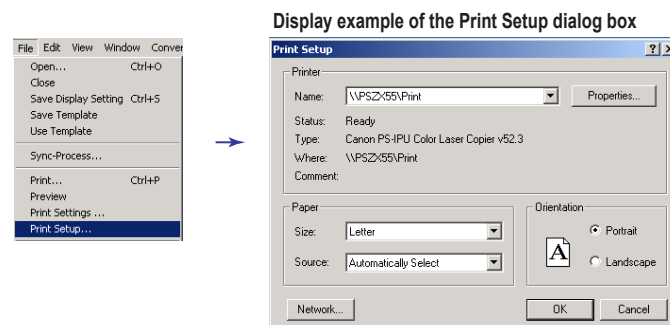 Display example of the Print Setup dialog box
File Edit View Window Conver
Open... Ctrl+O
Close
Save Display Setting Ctrl+S
Save Template
Use Template
Sync-Process...
Print... Ctrl+P
Preview
Print Settings ...
Print Setup...
Print Setup
Printer
Name: \\PSZX55\Print Properties...
Status: Ready
Type: Canon PS-IPU Color Laser Copier v52.3
Where: \\PSZX55\Print
Comment:
Paper
Size: Letter
Source: Automatically Select
Orientation
A
Portrait
Landscape
Network... OK Cancel